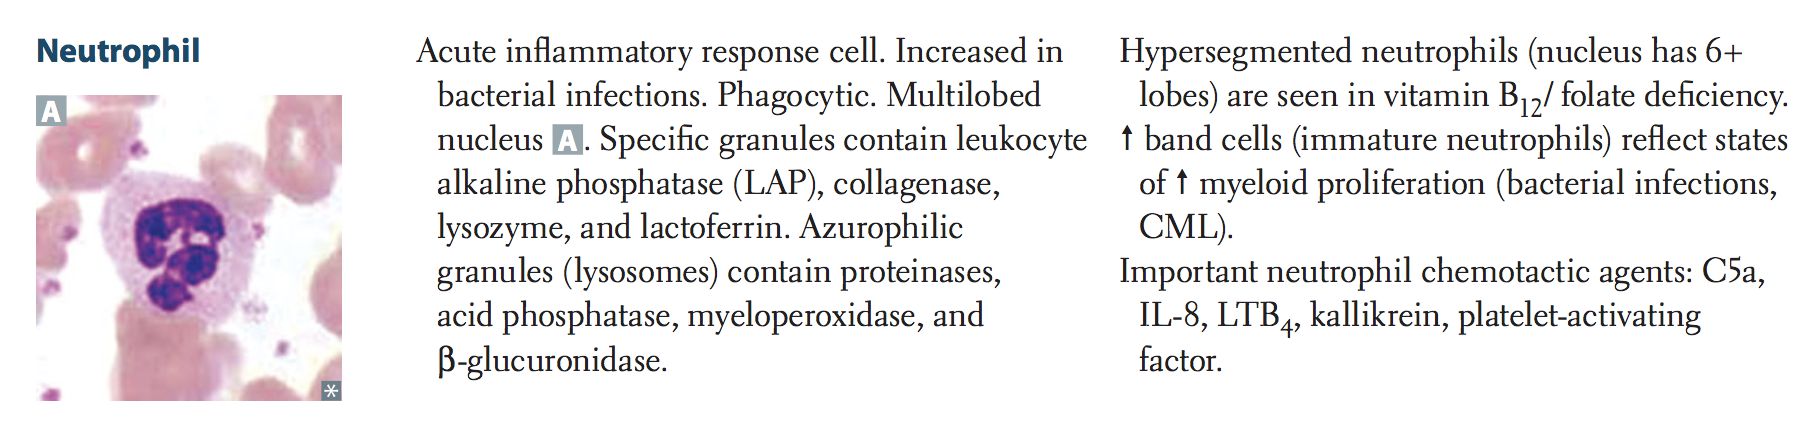 Neutrophil
A
*
Acute inflammatory response cell. Increased in
bacterial infections. Phagocytic. Multilobed
nucleus A. Specific granules contain leukocyte
alkaline phosphatase (LAP), collagenase,
lysozyme, and lactoferrin. Azurophilic
granules (lysosomes) contain proteinases,
acid phosphatase, myeloperoxidase, and
β-glucuronidase.
Hypersegmented neutrophils (nucleus has 6+
lobes) are seen in vitamin B₁₂/ folate deficiency.
↑ band cells (immature neutrophils) reflect states
of ↑ myeloid proliferation (bacterial infections,
CML).
Important neutrophil chemotactic agents: C5a,
IL-8, LTB₄, kallikrein, platelet-activating
factor.